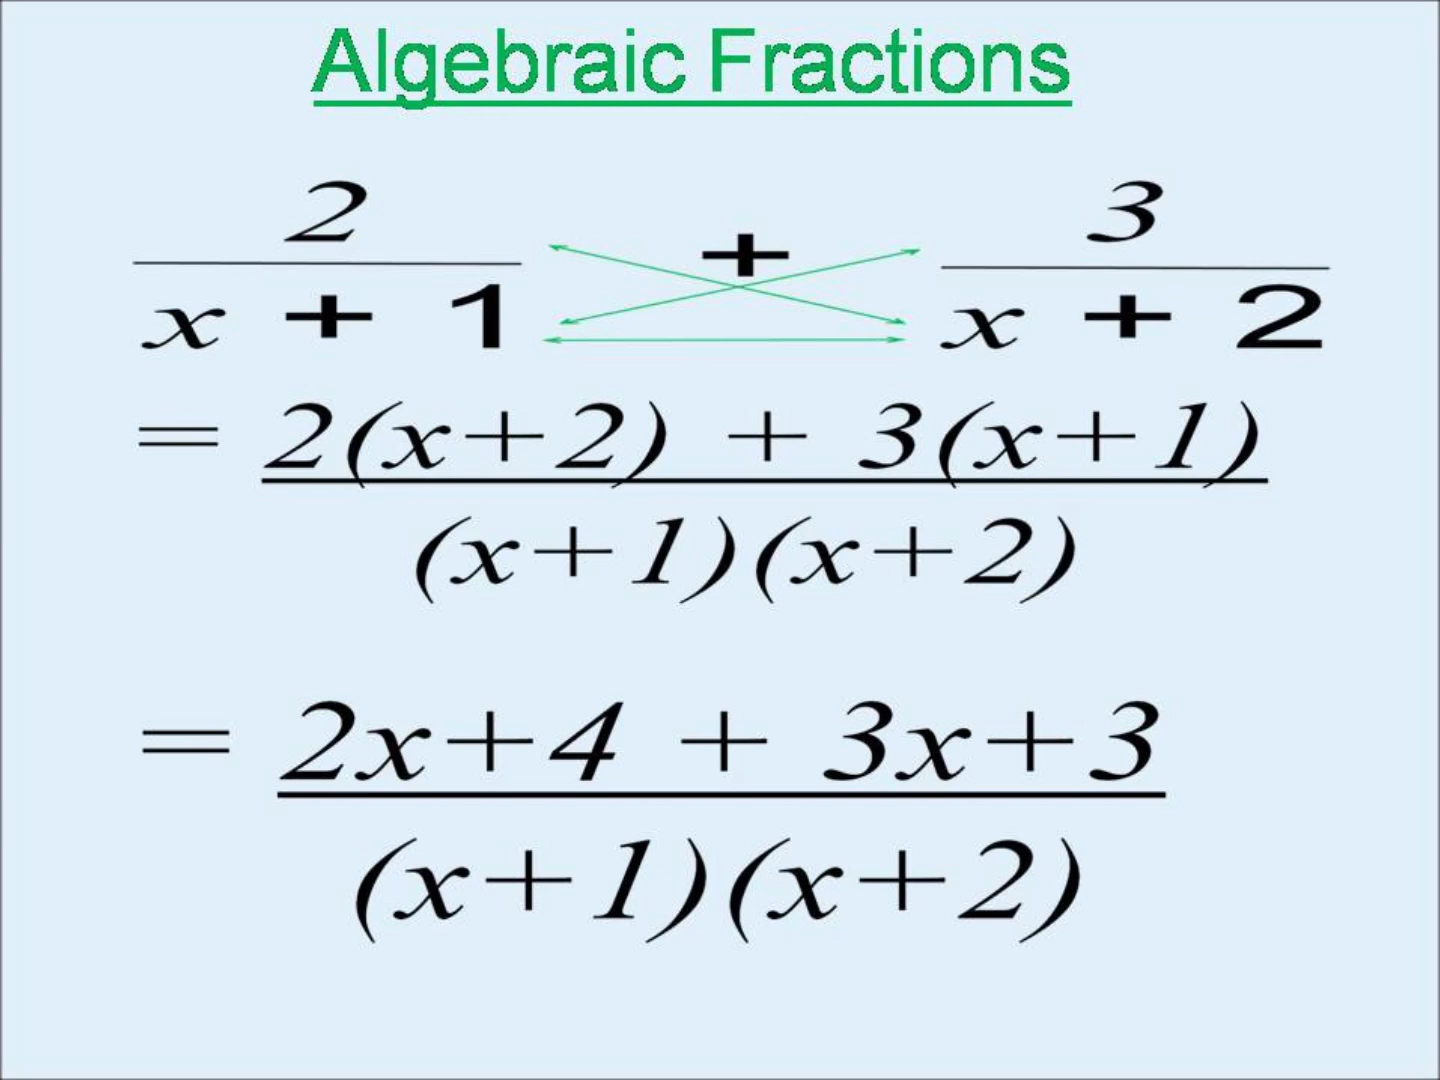 Algebraic Fractions
2 + 3
x + 1 x + 2
= 2(x+2) + 3(x+1)
(x+1)(x+2)
= 2x+4 + 3x+3
(x+1)(x+2)